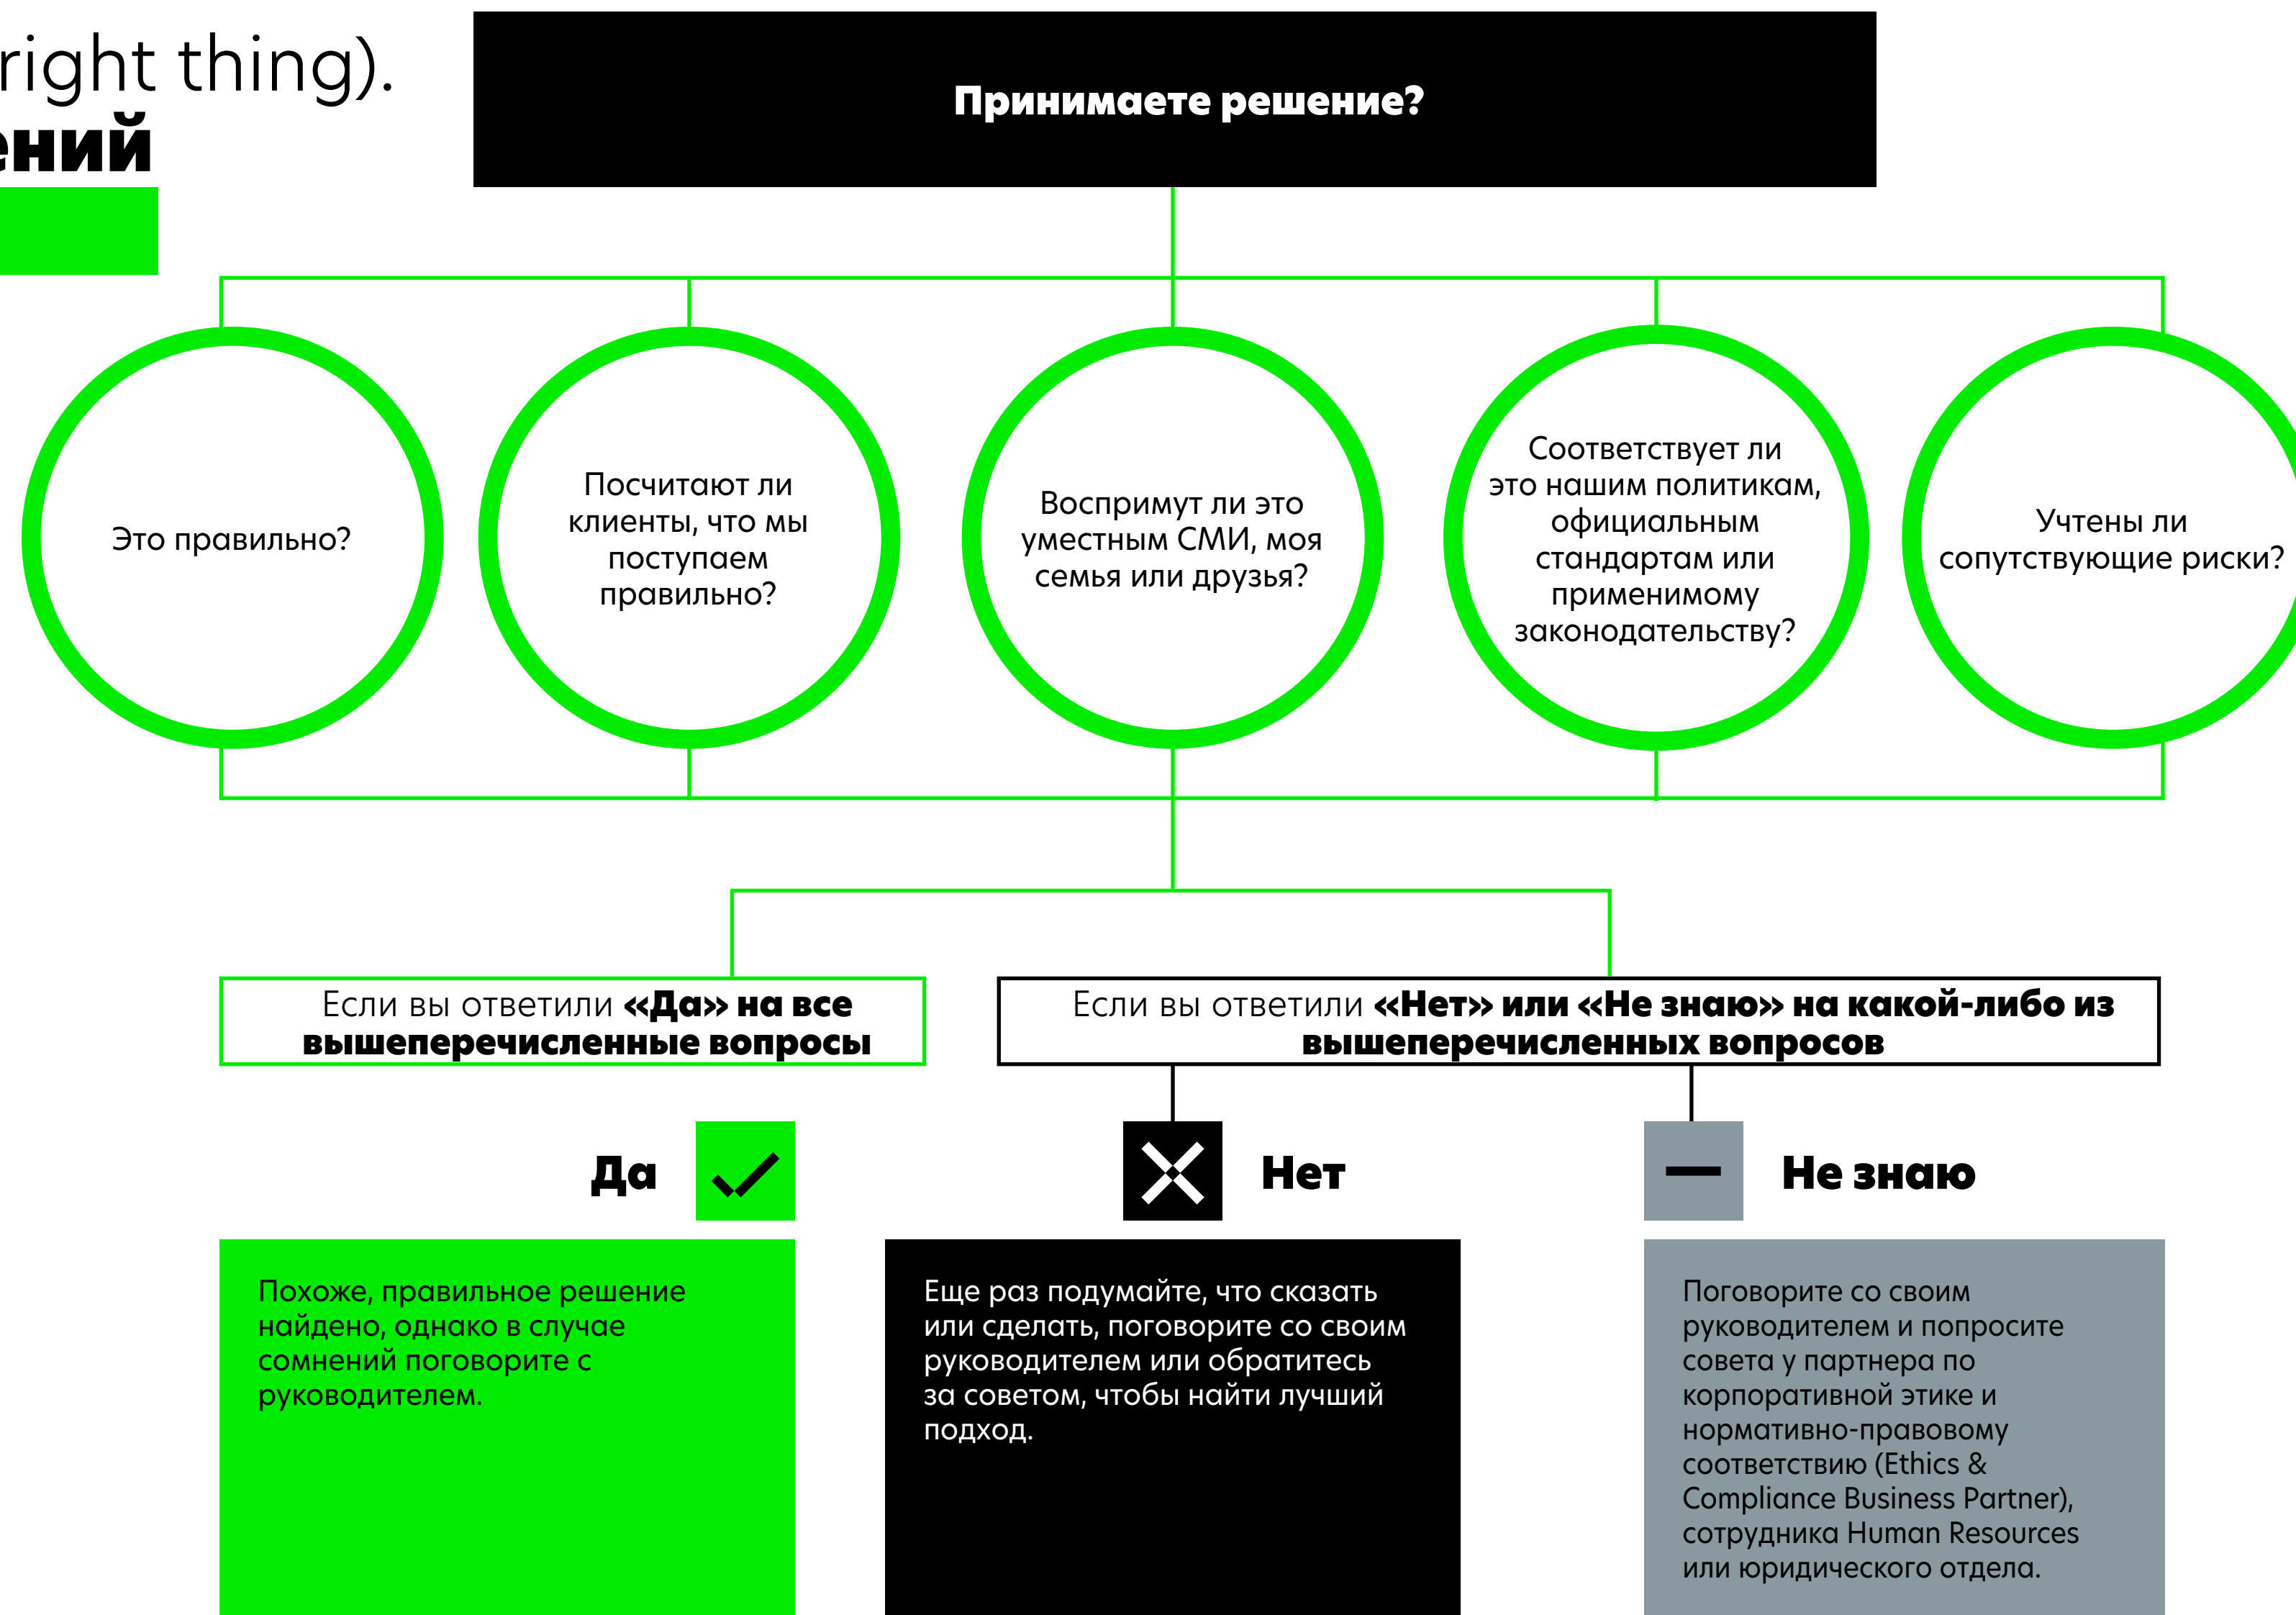 right thing).
ений
Принимаете решение?
Это правильно?
Посчитают ли
клиенты, что мы
поступаем
правильно?
Воспримут ли это
уместным СМИ, моя
семья или друзья?
Соответствует ли
это нашим политикам,
официальным
стандартам или
применимому
законодательству?
Учтены ли
сопутствующие риски?
Если вы ответили «Да» на все
вышеперечисленные вопросы
Если вы ответили «Нет» или «Не знаю» на какой-либо из
вышеперечисленных вопросов
Да
Нет
Не знаю
Похоже, правильное решение
найдено, однако в случае
сомнений поговорите с
руководителем.
Еще раз подумайте, что сказать
или сделать, поговорите со своим
руководителем или обратитесь
за советом, чтобы найти лучший
подход.
Поговорите со своим
руководителем и попросите
совета у партнера по
корпоративной этике и
нормативно-правовому
соответствию (Ethics &
Compliance Business Partner),
сотрудника Human Resources
или юридического отдела.